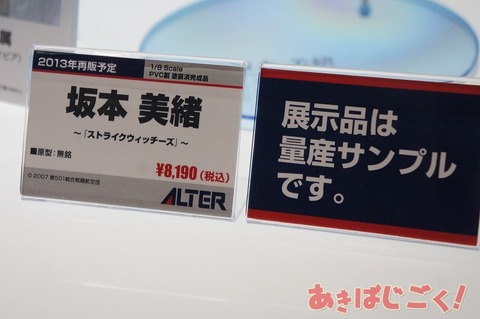 2013年再販予定
1/8 Scale
PVC製 塗装済完成品
坂本 美緒
～『ストライクウィッチーズ』～
■原型：無銘
¥8,190（税込）
© 2007 第501統合戦闘航空団
ALTER
展示品は
量産サンプル
です。
あきばじごく!